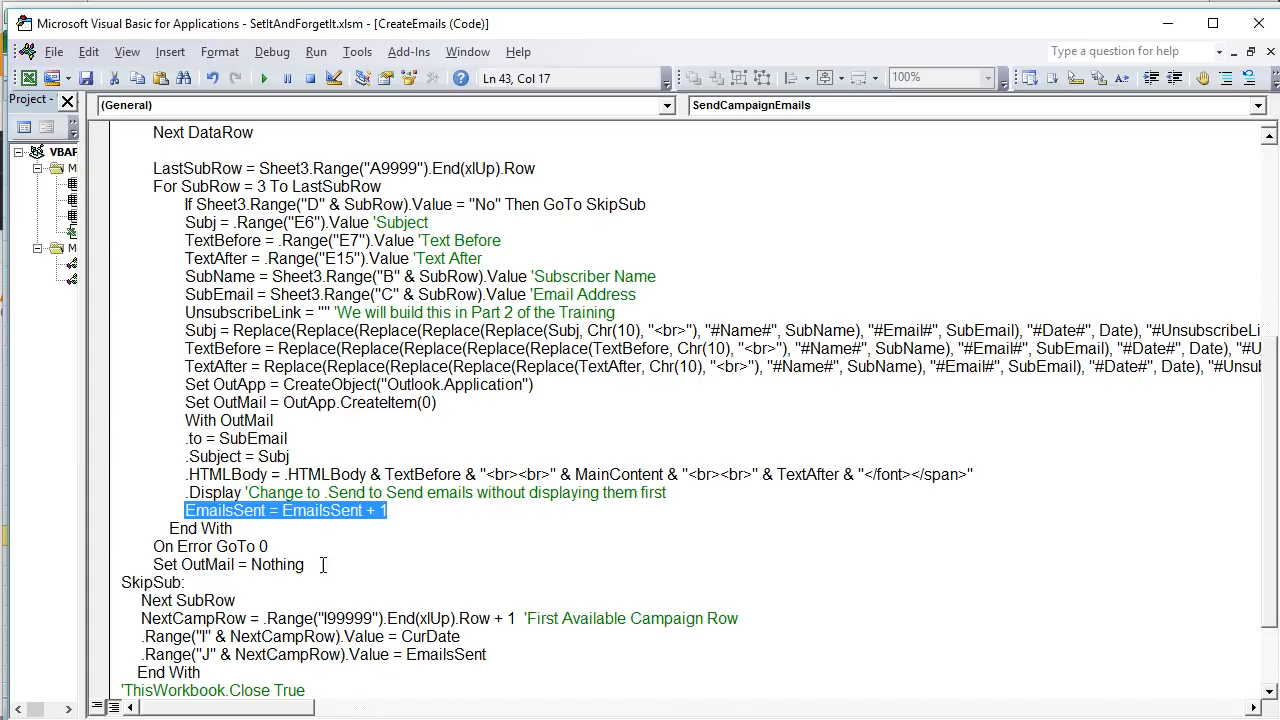 Microsoft Visual Basic for Applications - SetItAndForgetIt.xlsm - [CreateEmails (Code)]
File Edit View Insert Format Debug Run Tools Add-Ins Window Help
Type a question for help
Ln 43, Col 17
100%
Project -
(General)
SendCampaignEmails
VBAF
M
M
Next DataRow
LastSubRow = Sheet3.Range("A9999").End(xlUp).Row
For SubRow = 3 To LastSubRow
If Sheet3.Range("D" & SubRow).Value = "No" Then GoTo SkipSub
Subj = .Range("E6").Value 'Subject
TextBefore = .Range("E7").Value 'Text Before
TextAfter = .Range("E15").Value 'Text After
SubName = Sheet3.Range("B" & SubRow).Value 'Subscriber Name
SubEmail = Sheet3.Range("C" & SubRow).Value 'Email Address
UnsubscribeLink = "" 'We will build this in Part 2 of the Training
Subj = Replace(Replace(Replace(Replace(Replace(Subj, Chr(10), "<br>"), "#Name#", SubName), "#Email#", SubEmail), "#Date#", Date), "#UnsubscribeLi
TextBefore = Replace(Replace(Replace(Replace(Replace(TextBefore, Chr(10), "<br>"), "#Name#", SubName), "#Email#", SubEmail), "#Date#", Date), "#U
TextAfter = Replace(Replace(Replace(Replace(Replace(TextAfter, Chr(10), "<br>"), "#Name#", SubName), "#Email#", SubEmail), "#Date#", Date), "#Unsub
Set OutApp = CreateObject("Outlook.Application")
Set OutMail = OutApp.CreateItem(0)
With OutMail
.to = SubEmail
.Subject = Subj
.HTMLBody = .HTMLBody & TextBefore & "<br><br>" & MainContent & "<br><br>" & TextAfter & "</font></span>"
.Display 'Change to .Send to Send emails without displaying them first
EmailsSent = EmailsSent + 1
End With
On Error GoTo 0
Set OutMail = Nothing
SkipSub:
Next SubRow
NextCampRow = .Range("I99999").End(xlUp).Row + 1 'First Available Campaign Row
.Range("I" & NextCampRow).Value = CurDate
.Range("J" & NextCampRow).Value = EmailsSent
End With
'ThisWorkbook.Close True